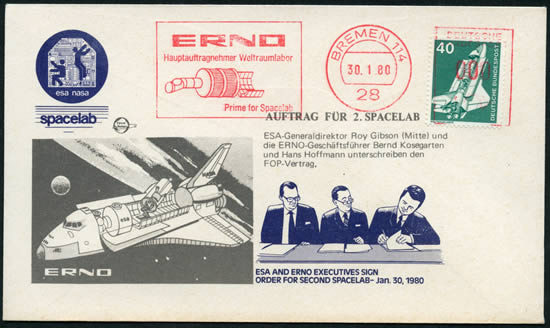 esa nasa
spacelab
ERNO
Hauptauftragnehmer Weltraumlabor
Prime for Spacelab
BREMEN 114
30.1.80
28
40
DEUTSCHE
DEUTSCHE BUNDESPOST
AUFTRAG FÜR 2. SPACELAB
ESA-Generaldirektor Roy Gibson (Mitte) und
die ERNO-Geschäftsführer Bernd Kosegarten
und Hans Hoffmann unterschreiben den
FOP-Vertrag.
ERNO
ESA AND ERNO EXECUTIVES SIGN
ORDER FOR SECOND SPACELAB- Jan. 30, 1980